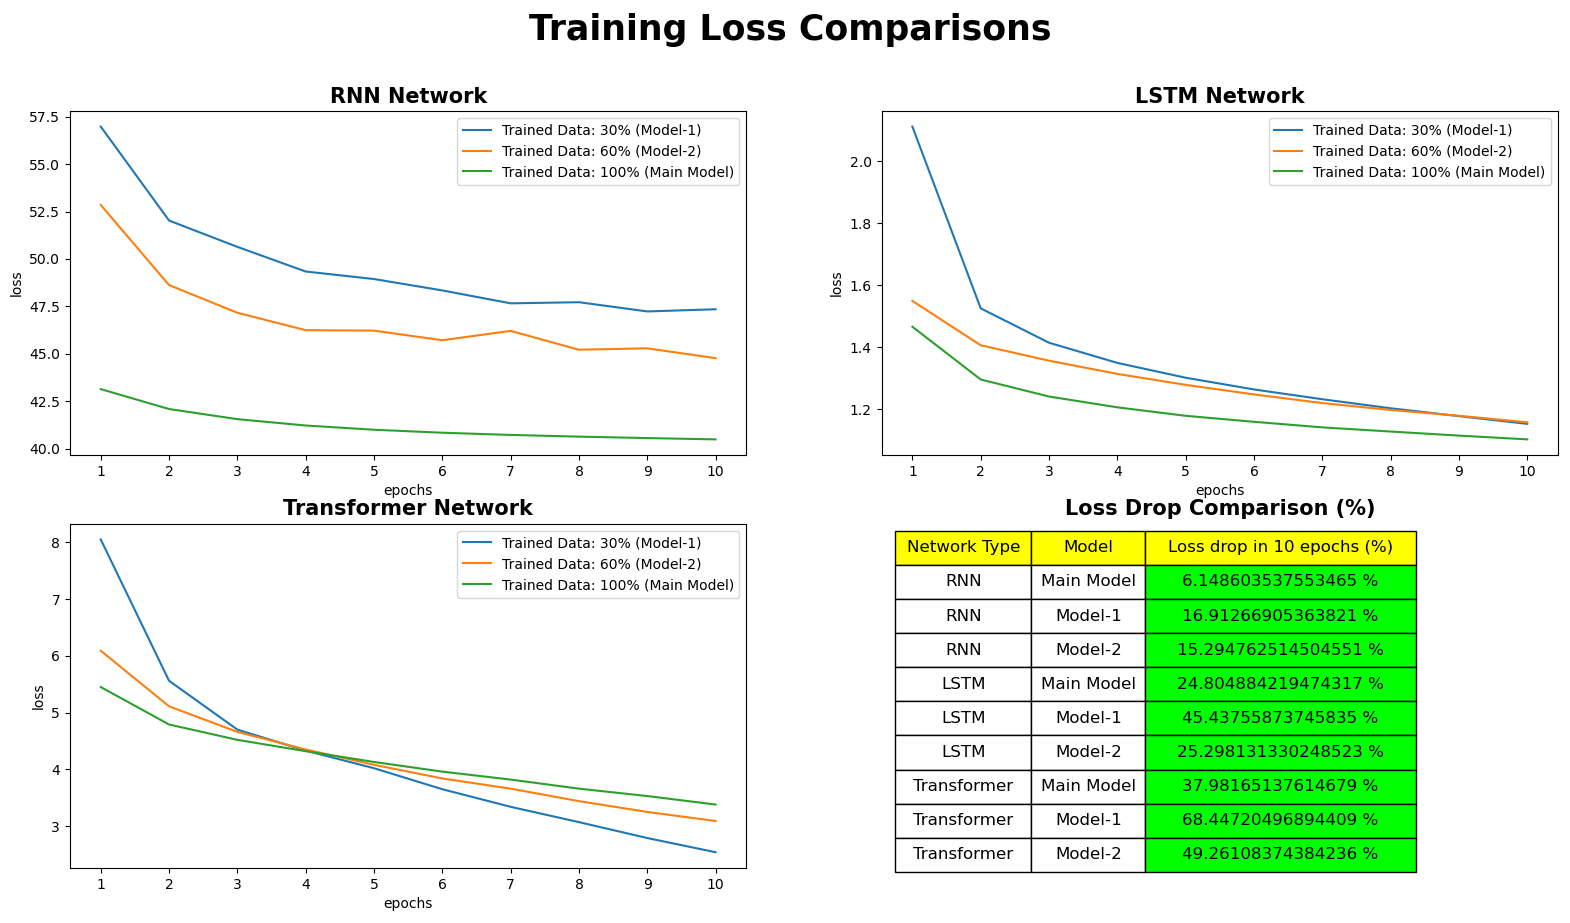 Training Loss Comparisons
RNN Network
57.5
55.0
52.5
50.0
47.5
45.0
42.5
40.0
loss
1 2 3 4 5 6 7 8 9 10
epochs
Trained Data: 30% (Model-1)
Trained Data: 60% (Model-2)
Trained Data: 100% (Main Model)
LSTM Network
2.0
1.8
1.6
1.4
1.2
loss
1 2 3 4 5 6 7 8 9 10
epochs
Trained Data: 30% (Model-1)
Trained Data: 60% (Model-2)
Trained Data: 100% (Main Model)
Transformer Network
8
7
6
5
4
3
loss
1 2 3 4 5 6 7 8 9 10
epochs
Trained Data: 30% (Model-1)
Trained Data: 60% (Model-2)
Trained Data: 100% (Main Model)
Loss Drop Comparison (%)
Network Type Model Loss drop in 10 epochs (%)
RNN Main Model 6.148603537553465 %
RNN Model-1 16.91266905363821 %
RNN Model-2 15.294762514504551 %
LSTM Main Model 24.804884219474317 %
LSTM Model-1 45.43755873745835 %
LSTM Model-2 25.298131330248523 %
Transformer Main Model 37.98165137614679 %
Transformer Model-1 68.44720496894409 %
Transformer Model-2 49.26108374384236 %